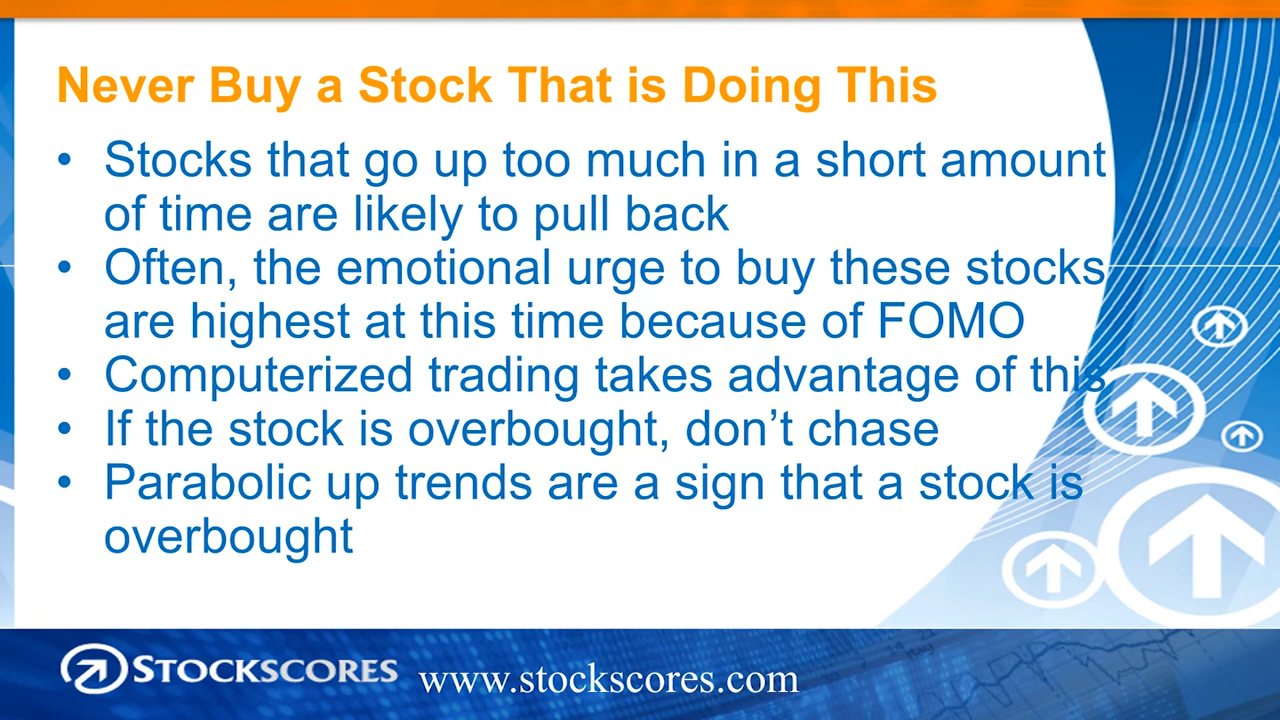 Never Buy a Stock That is Doing This
• Stocks that go up too much in a short amount
of time are likely to pull back
• Often, the emotional urge to buy these stocks
are highest at this time because of FOMO
• Computerized trading takes advantage of this
• If the stock is overbought, don’t chase
• Parabolic up trends are a sign that a stock is
overbought
STOCKSCORES www.stockscores.com